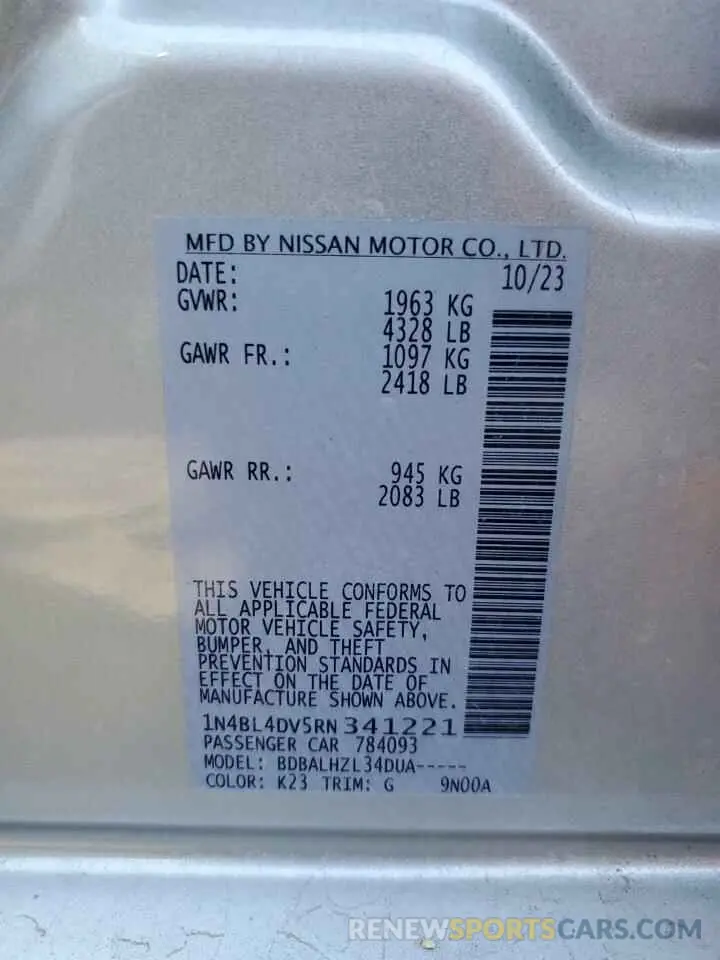 MFD BY NISSAN MOTOR CO., LTD.
DATE: 10/23
GVWR: 1963 KG
4328 LB
GAWR FR.: 1097 KG
2418 LB
GAWR RR.: 945 KG
2083 LB
THIS VEHICLE CONFORMS TO
ALL APPLICABLE FEDERAL
MOTOR VEHICLE SAFETY,
BUMPER, AND THEFT
PREVENTION STANDARDS IN
EFFECT ON THE DATE OF
MANUFACTURE SHOWN ABOVE.
1N4BL4DV5RN341221
PASSENGER CAR 784093
MODEL: BDBALHZL34DUA-----
COLOR: K23 TRIM: G 9N00A
RENEWSPORTSCARS.COM